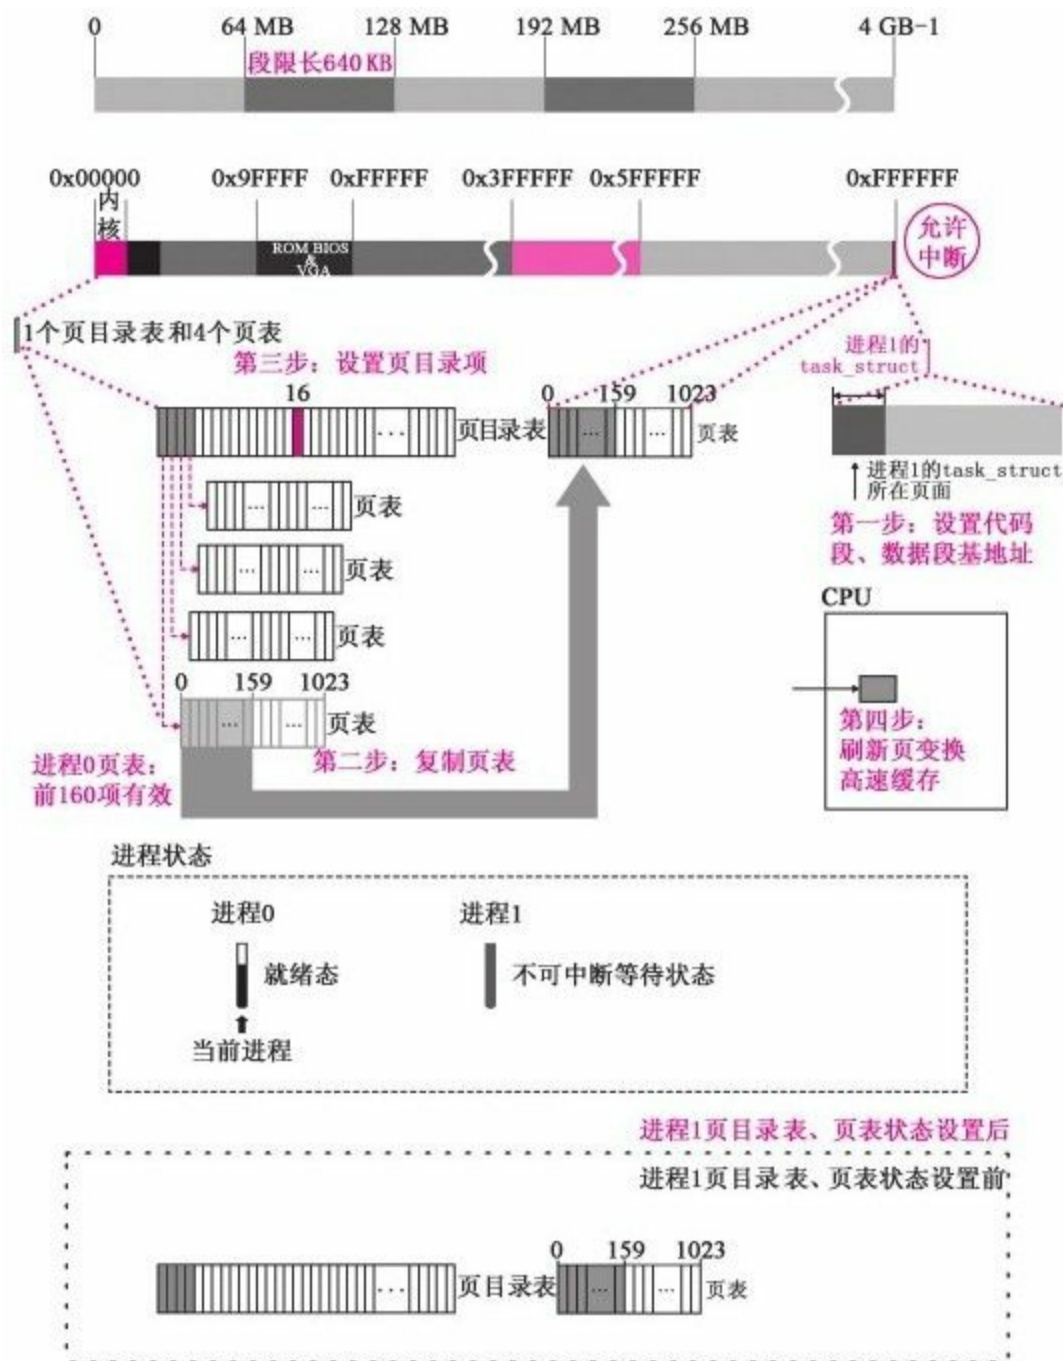 0 64 MB 128 MB 192 MB 256 MB 4 GB-1
段限长640 KB
0x00000 0x9FFFF 0xFFFFF 0x3FFFFF 0x5FFFFF 0xFFFFFF
内核
ROM BIOS
&
VGA
允许
中断
1个页目录表和4个页表
第三步：设置页目录项
16
页目录表
0 159 1023
... 页表
进程1的
task_struct
进程1的task_struct
所在页面
第一步：设置代码
段、数据段基地址
页表
页表
页表
0 159 1023
页表
进程0页表：
前160项有效
第二步：复制页表
CPU
第四步：
刷新页变换
高速缓存
进程状态
进程0 进程1
就绪态 不可中断等待状态
当前进程
进程1页目录表、页表状态设置后
进程1页目录表、页表状态设置前
0 159 1023
... 页目录表 ... ... 页表